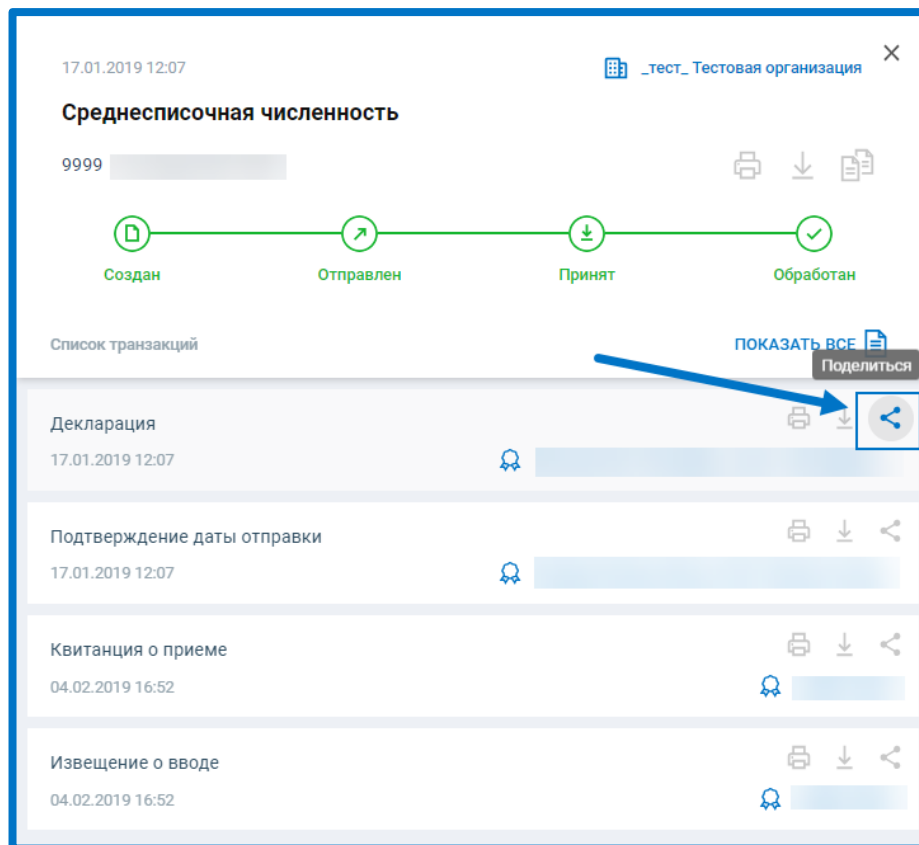 17.01.2019 12:07
_тест_ Тестовая организация
Среднесписочная численность
9999
Создан
Отправлен
Принят
Обработан
Список транзакций
ПОКАЗАТЬ ВСЕ
Поделиться
Декларация
17.01.2019 12:07
Подтверждение даты отправки
17.01.2019 12:07
Квитанция о приеме
04.02.2019 16:52
Извещение о вводе
04.02.2019 16:52